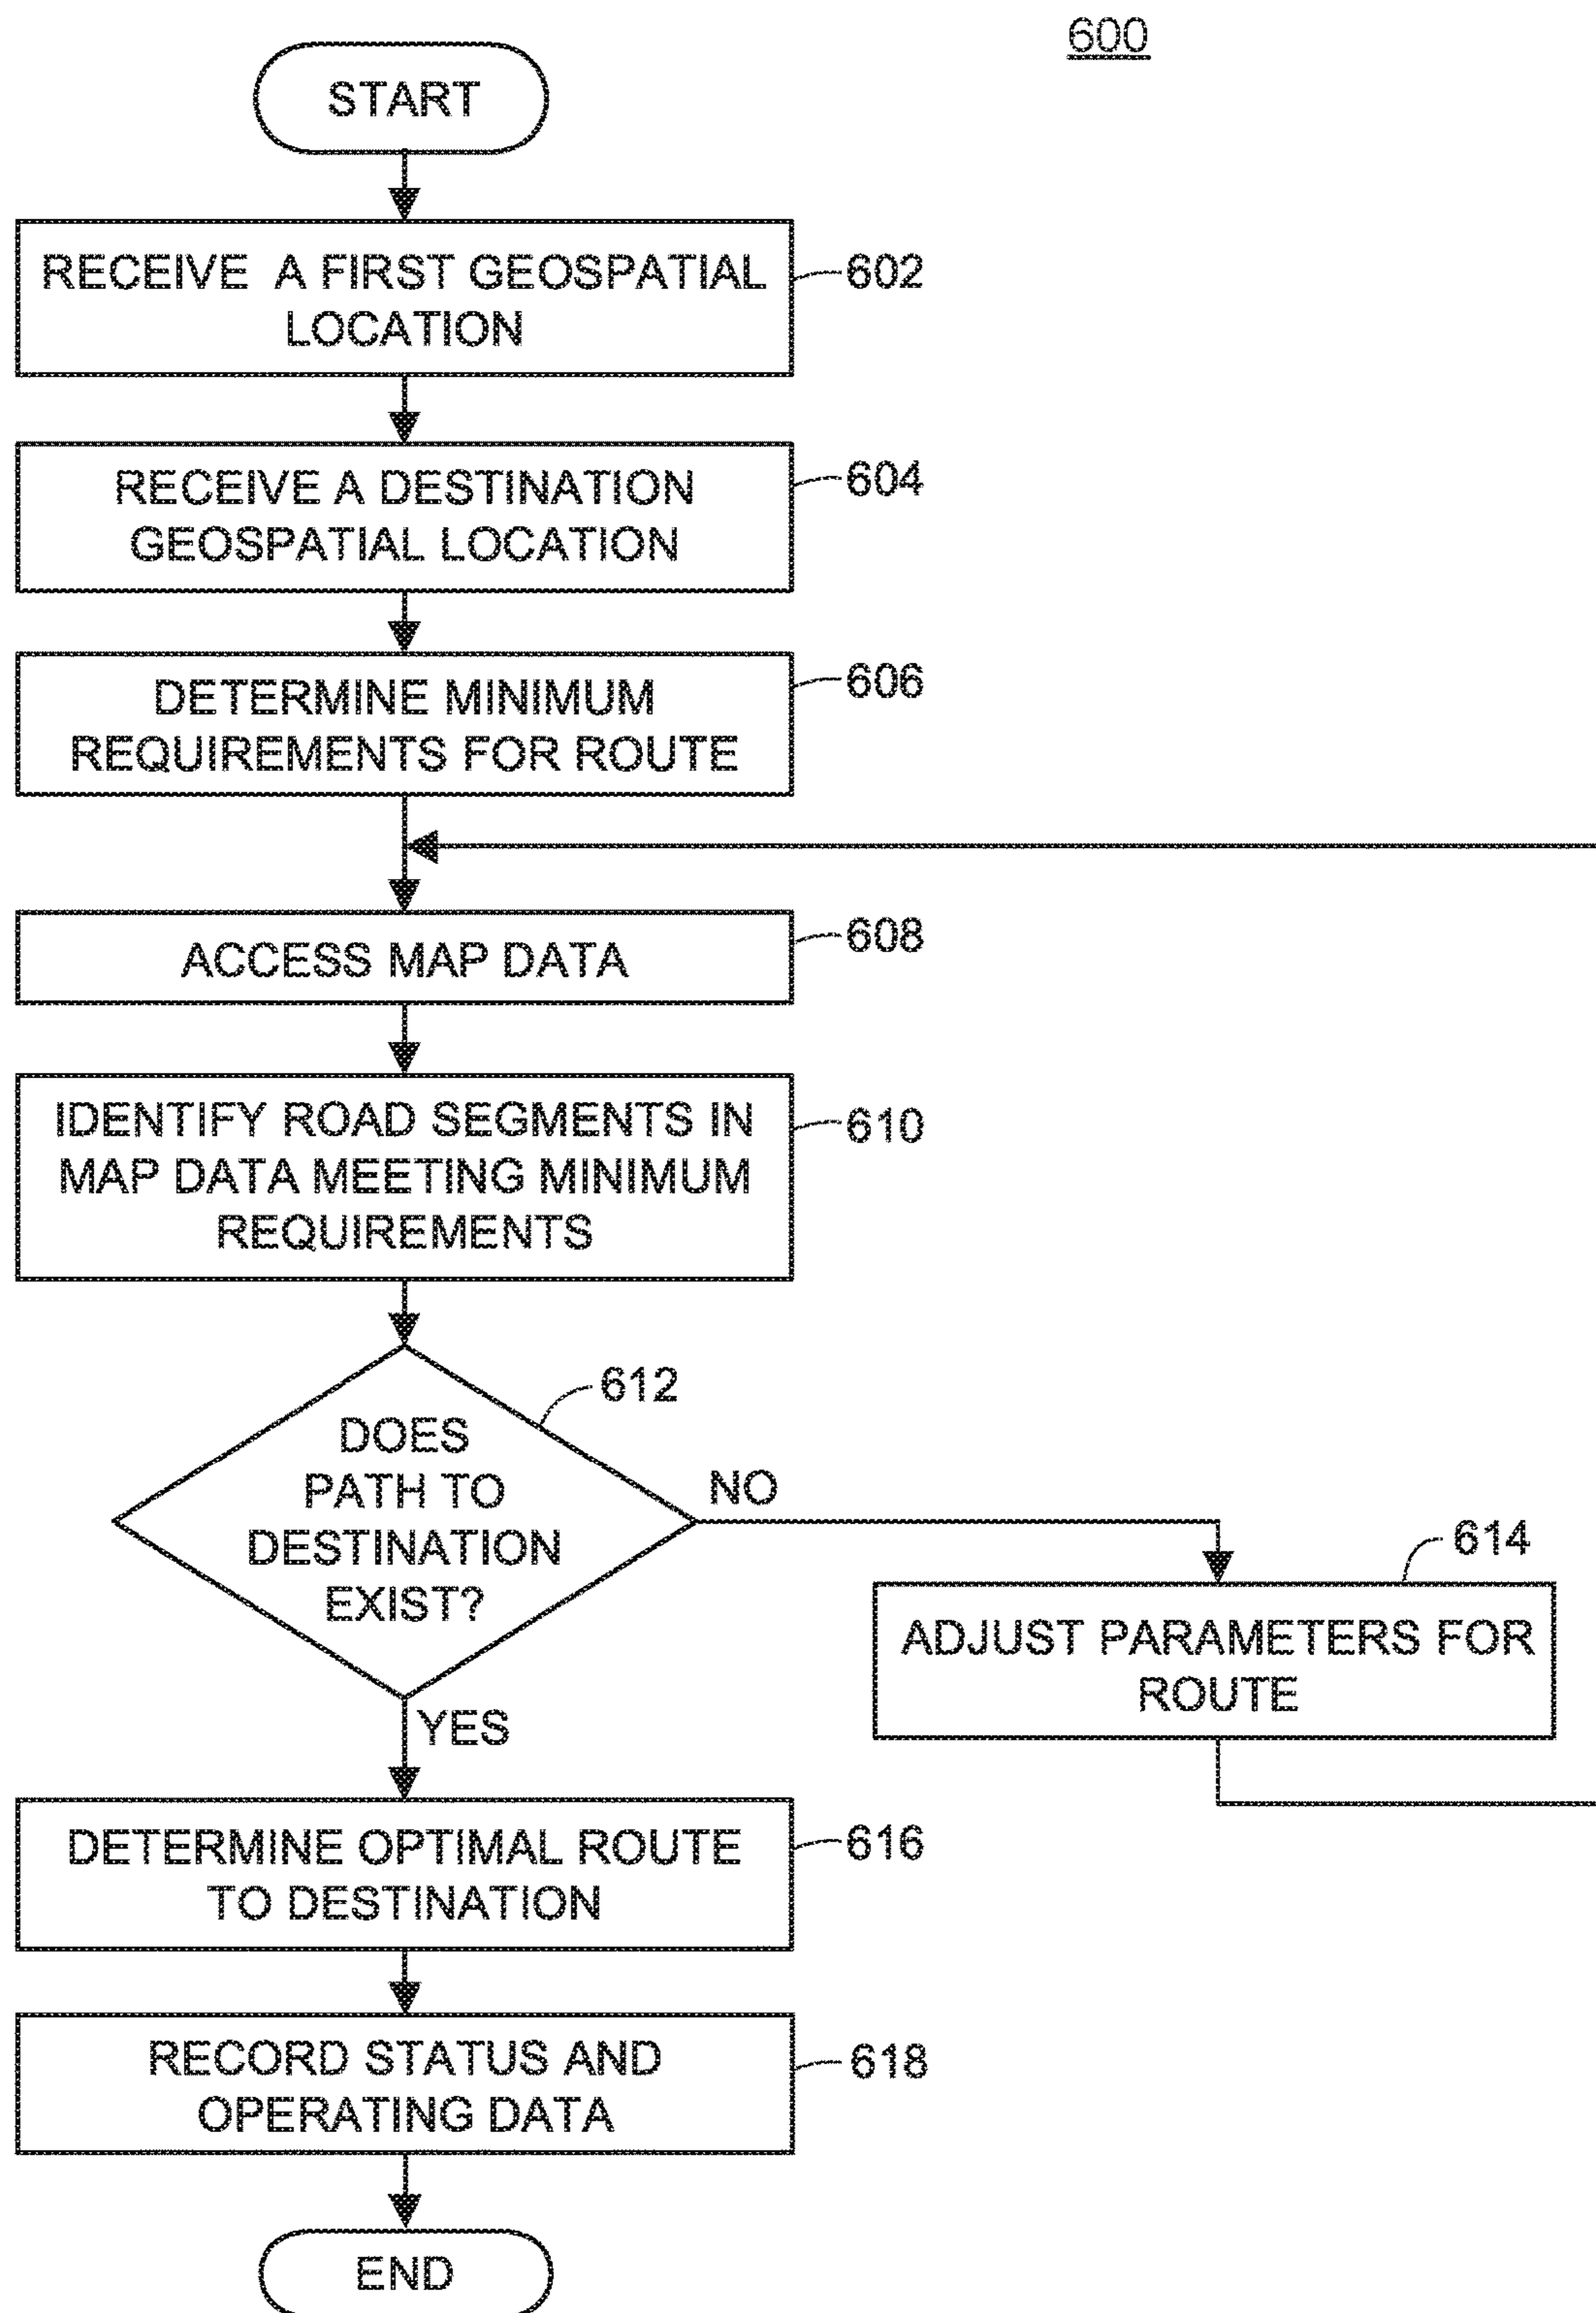 600
START
RECEIVE A FIRST GEOSPATIAL
LOCATION
602
RECEIVE A DESTINATION
GEOSPATIAL LOCATION
604
DETERMINE MINIMUM
REQUIREMENTS FOR ROUTE
606
ACCESS MAP DATA
608
IDENTIFY ROAD SEGMENTS IN
MAP DATA MEETING MINIMUM
REQUIREMENTS
610
DOES
PATH TO
DESTINATION
EXIST?
612
NO
614
ADJUST PARAMETERS FOR
ROUTE
YES
DETERMINE OPTIMAL ROUTE
TO DESTINATION
616
RECORD STATUS AND
OPERATING DATA
618
END